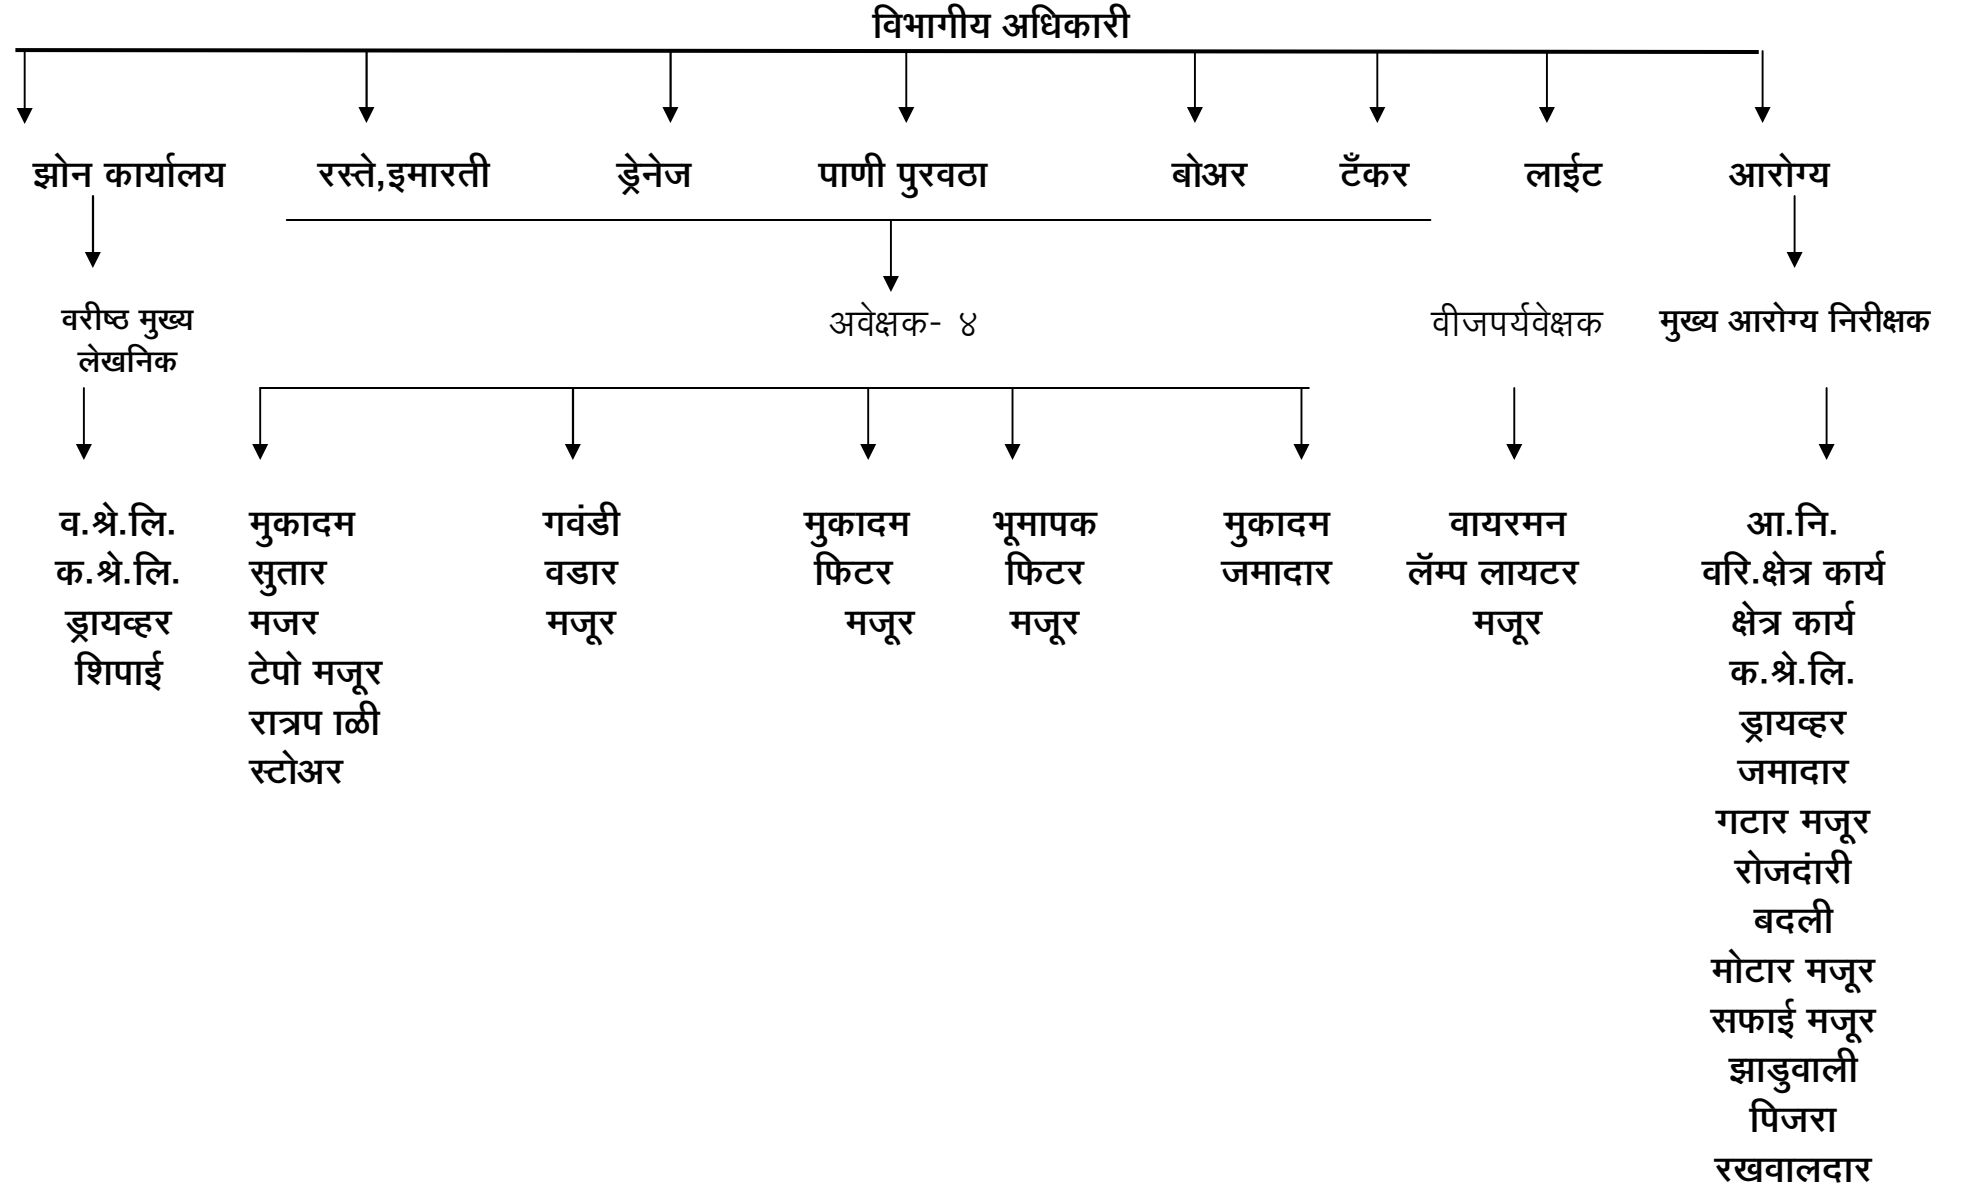 विभागीय अधिकारी
झोन कार्यालय रस्ते,इमारती ड्रेनेज पाणी पुरवठा बोअर टँकर लाईट आरोग्य
वरीष्ठ मुख्य अवेक्षक- ४ वीजपर्यवेक्षक मुख्य आरोग्य निरीक्षक
लेखनिक
व.श्रे.लि. मुकादम गवंडी मुकादम भूमापक मुकादम वायरमन आ.नि.
क.श्रे.लि. सुतार वडार फिटर फिटर जमादार लॅम्प लायटर वरि.क्षेत्र कार्य
ड्रायव्हर मजर मजूर मजूर मजूर मजूर क्षेत्र कार्य
शिपाई टेपो मजूर क.श्रे.लि.
रात्रप ाळी ड्रायव्हर
स्टोअर जमादार
गटार मजूर
रोजदांरी
बदली
मोटार मजूर
सफाई मजूर
झाडुवाली
पिजरा
रखवालदार